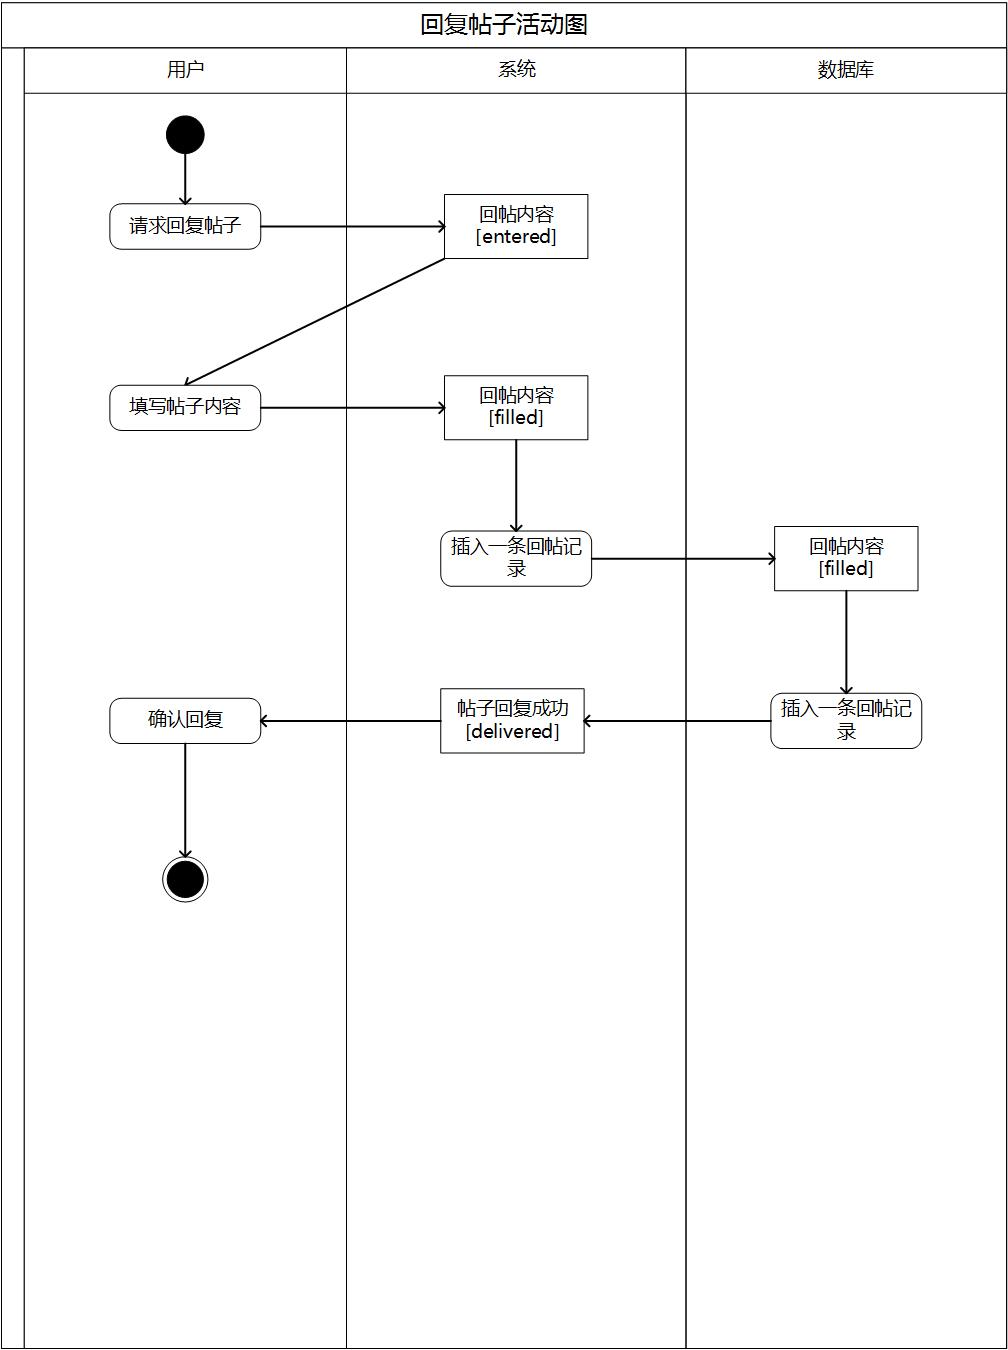 回复帖子活动图
用户
系统
数据库
请求回复帖子
回帖内容
[entered]
填写帖子内容
回帖内容
[filled]
插入一条回帖记
录
回帖内容
[filled]
确认回复
帖子回复成功
[delivered]
插入一条回帖记
录